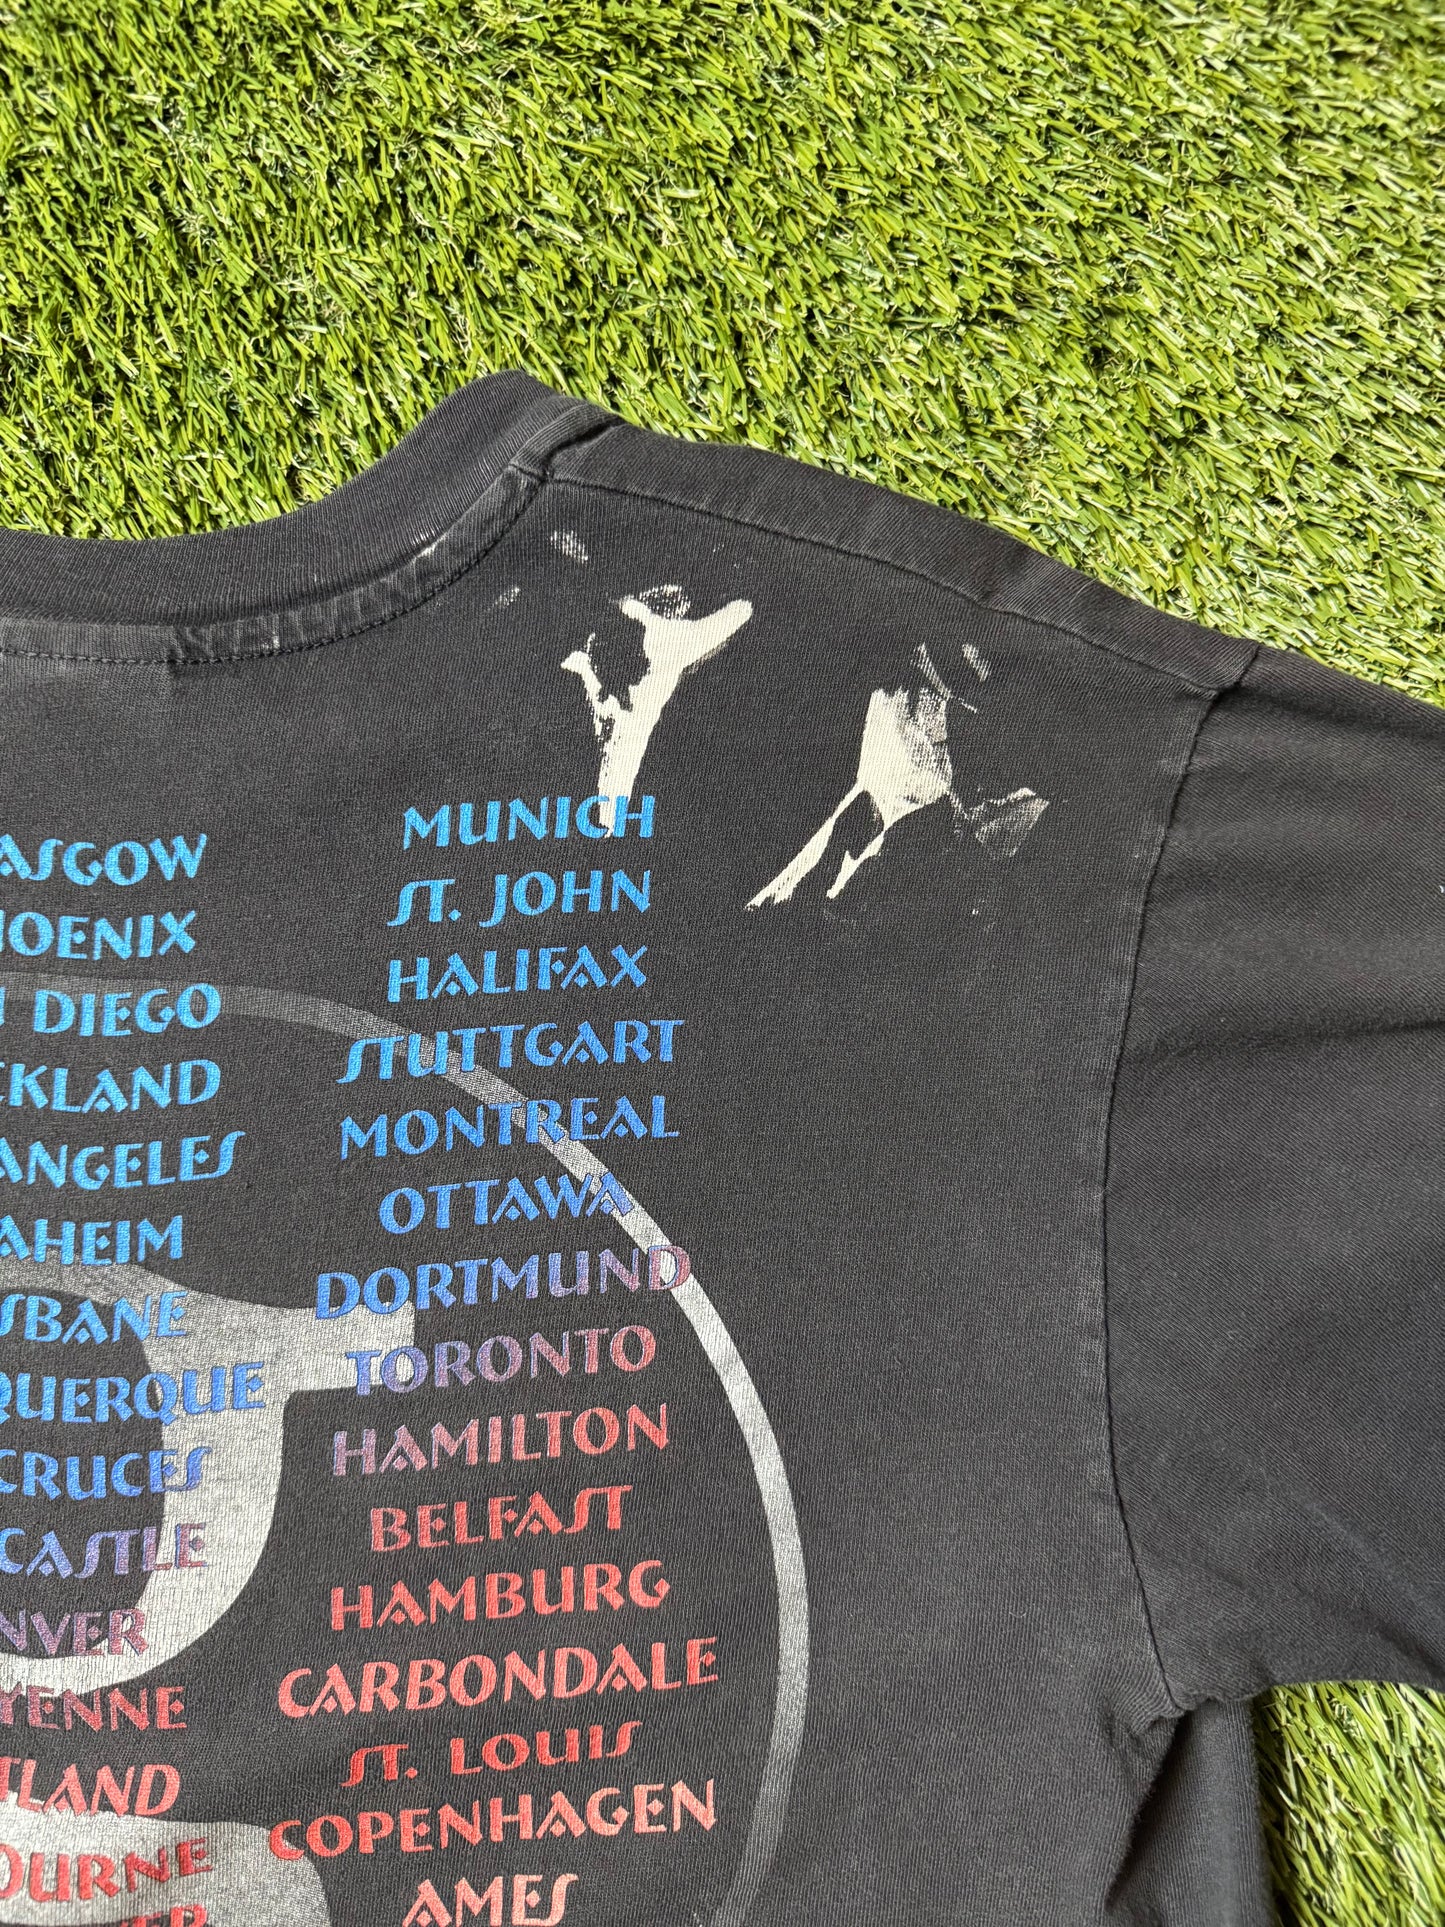 ASGOW
HOENIX
DIEGO
CKLAND
ANGELES
AHEIM
SBANE
QUERQUE
CRUCES
CASTLE
NVER
YENNE
TLAND
OURNE
MUNICH
ST. JOHN
HALIFAX
STUTTGART
MONTREAL
OTTAWA
DORTMUND
TORONTO
HAMILTON
BELFAST
HAMBURG
CARBONDALE
ST. LOUIS
COPENHAGEN
AMES